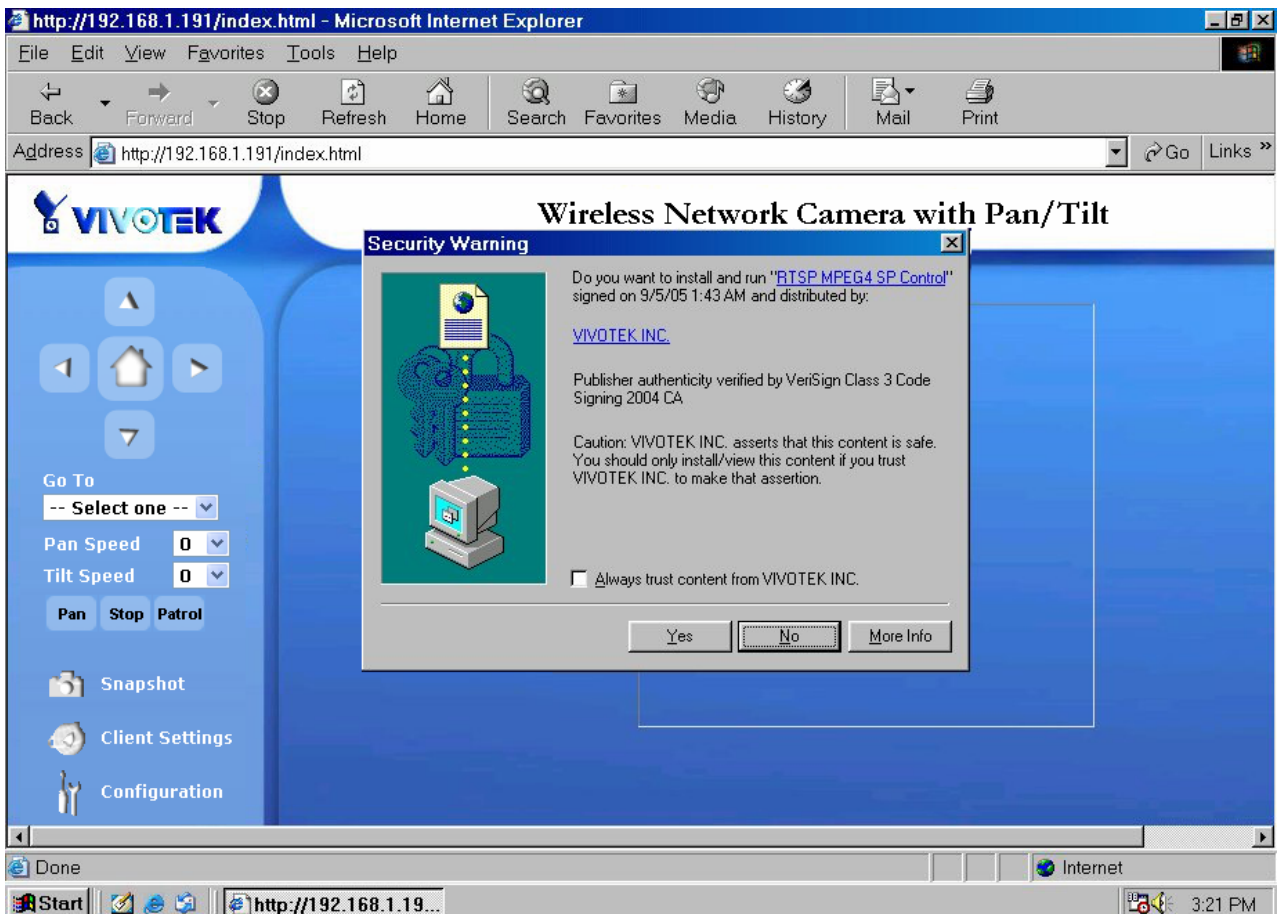 http://192.168.1.191/index.html - Microsoft Internet Explorer
File Edit View Favorites Tools Help
Back Forward Stop Refresh Home Search Favorites Media History Mail Print
Address http://192.168.1.191/index.html Go Links »
VIVOTEK
Wireless Network Camera with Pan/Tilt
Security Warning
Do you want to install and run "RTSP MPEG4 SP Control"
signed on 9/5/05 1:43 AM and distributed by:
VIVOTEK INC.
Publisher authenticity verified by VeriSign Class 3 Code
Signing 2004 CA
Caution: VIVOTEK INC. asserts that this content is safe.
You should only install/view this content if you trust
VIVOTEK INC. to make that assertion.
Always trust content from VIVOTEK INC.
Yes No More Info
Go To
-- Select one --
Pan Speed 0
Tilt Speed 0
Pan Stop Patrol
Snapshot
Client Settings
Configuration
Done Internet
Start http://192.168.1.19... 3:21 PM